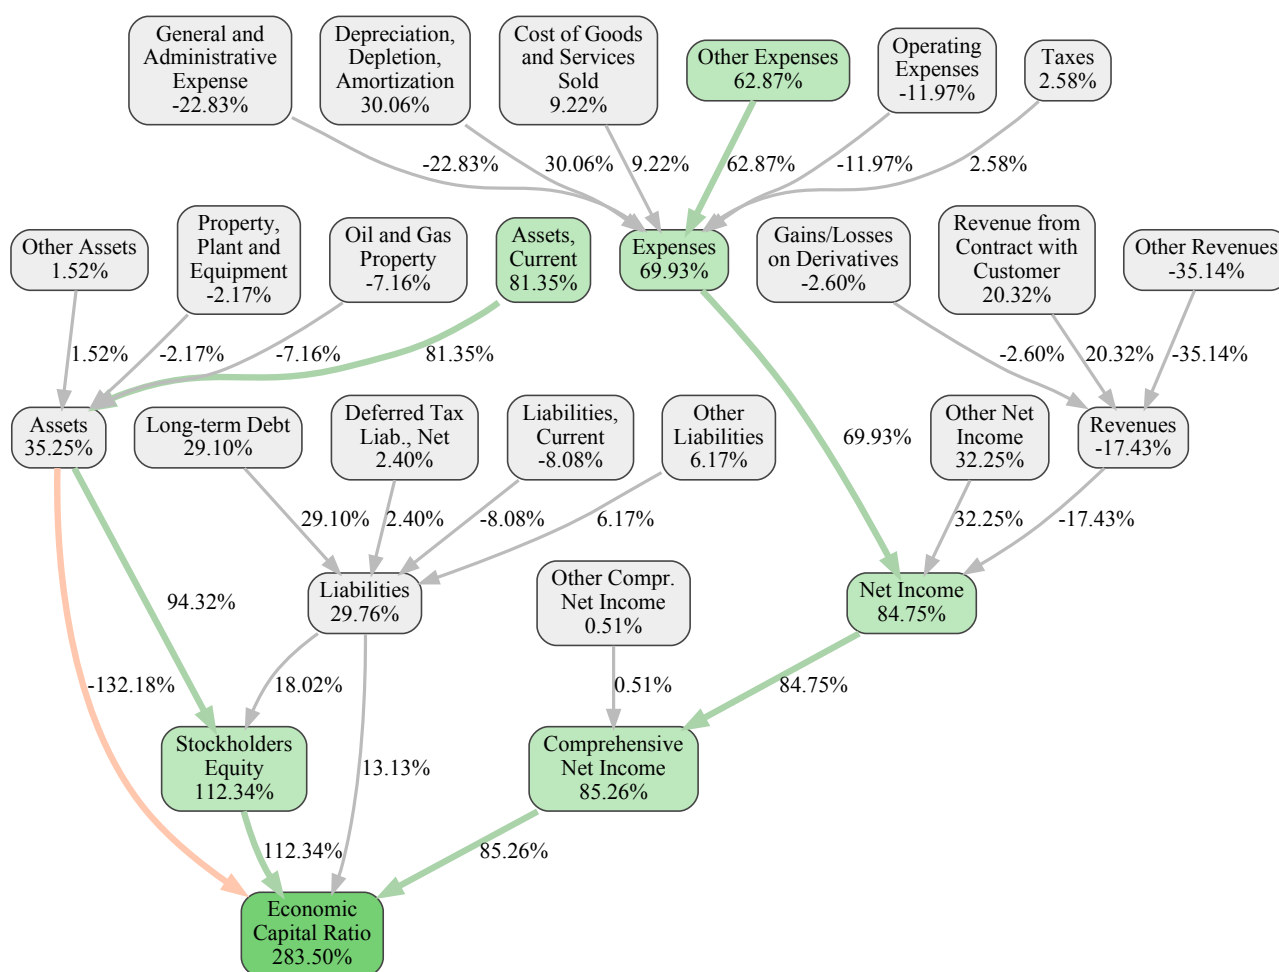 General and
Administrative
Expense
-22.83%
Depreciation,
Depletion,
Amortization
30.06%
Cost of Goods
and Services
Sold
9.22%
Other Expenses
62.87%
Operating
Expenses
-11.97%
Taxes
2.58%
-22.83%
30.06%
9.22%
62.87%
-11.97%
2.58%
Other Assets
1.52%
Property,
Plant and
Equipment
-2.17%
Oil and Gas
Property
-7.16%
Assets,
Current
81.35%
Expenses
69.93%
Gains/Losses
on Derivatives
-2.60%
Revenue from
Contract with
Customer
20.32%
Other Revenues
-35.14%
1.52%
-2.17%
-7.16%
81.35%
-2.60%
20.32%
-35.14%
Assets
35.25%
Long-term Debt
29.10%
Deferred Tax
Liab., Net
2.40%
Liabilities,
Current
-8.08%
Other
Liabilities
6.17%
69.93%
Other Net
Income
32.25%
Revenues
-17.43%
29.10%
2.40%
-8.08%
6.17%
32.25%
-17.43%
94.32%
Liabilities
29.76%
Other Compr.
Net Income
0.51%
Net Income
84.75%
-132.18%
18.02%
0.51%
84.75%
Stockholders
Equity
112.34%
13.13%
Comprehensive
Net Income
85.26%
112.34%
85.26%
Economic
Capital Ratio
283.50%